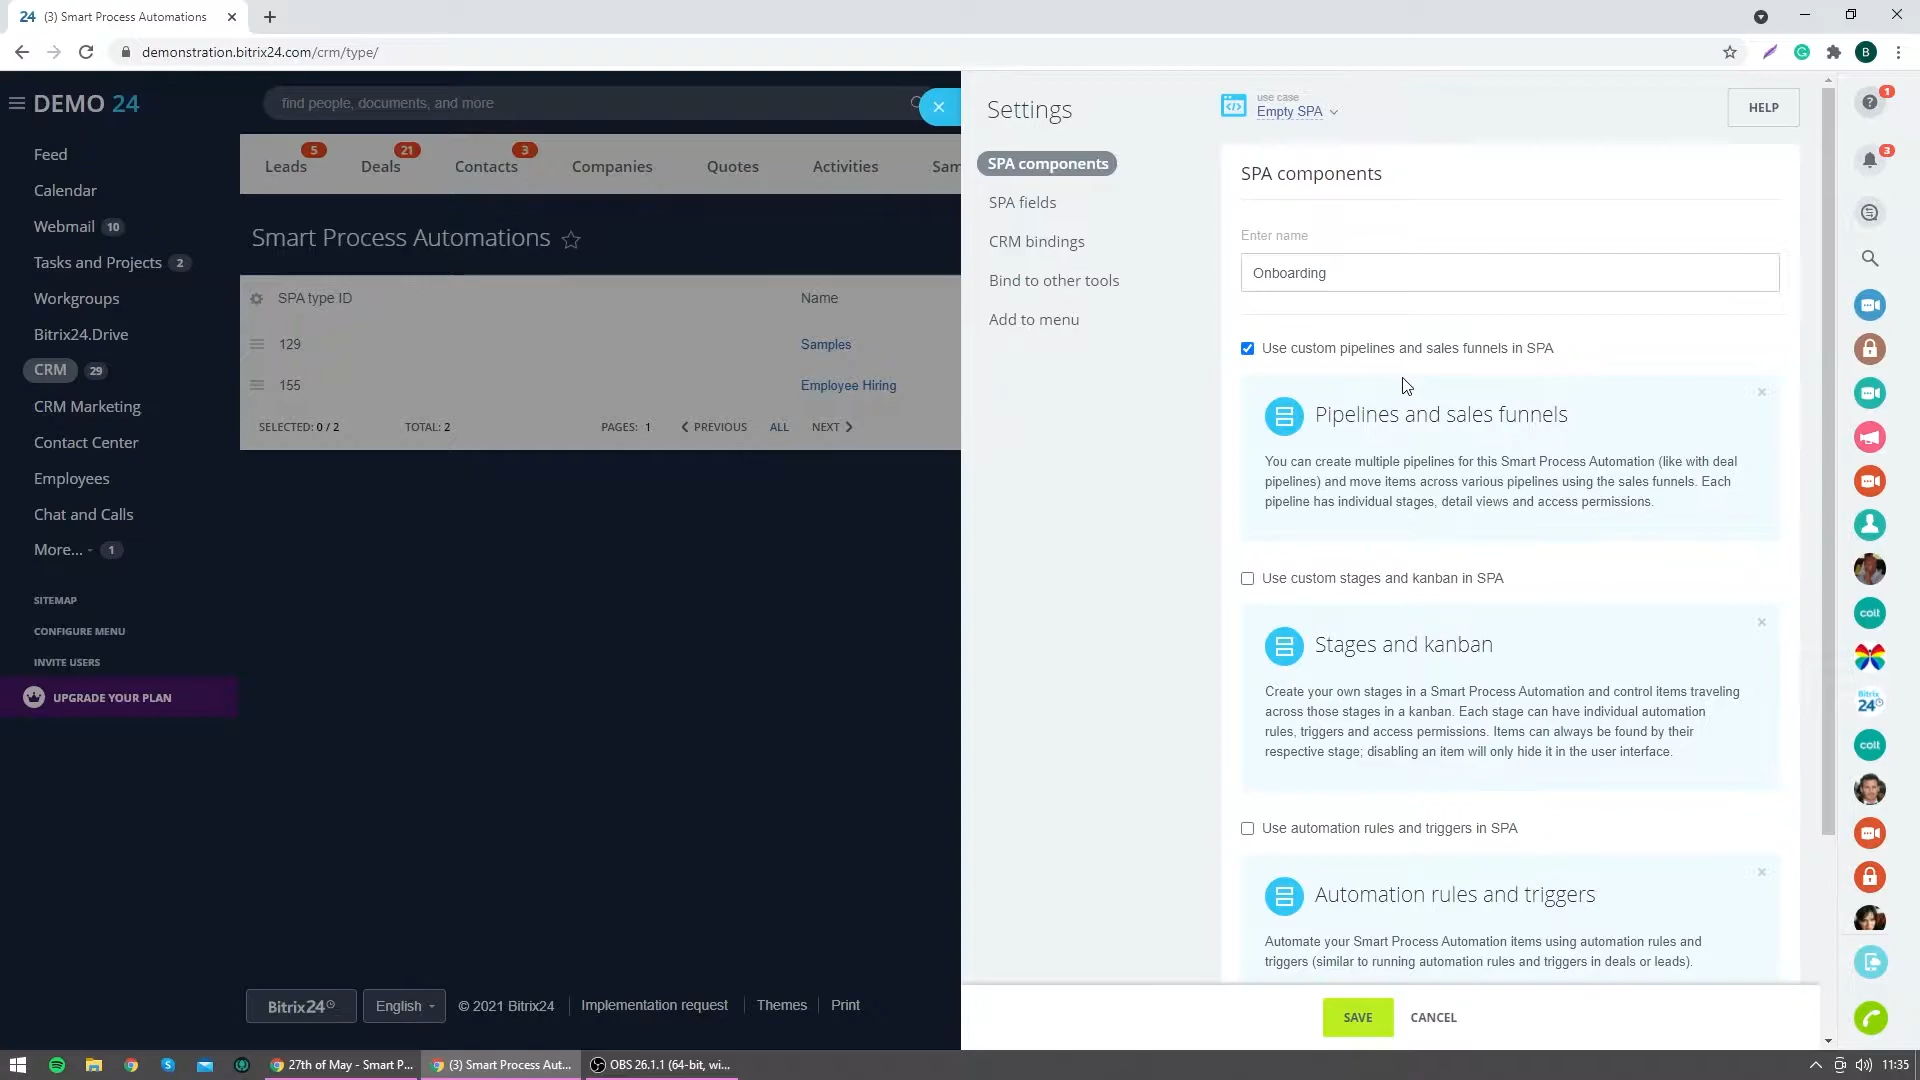 24 (3) Smart Process Automations
demonstration.bitrix24.com/crm/type/
B
DEMO 24
find people, documents, and more
Feed
Calendar
Webmail 10
Tasks and Projects 2
Workgroups
Bitrix24.Drive
CRM 29
CRM Marketing
Contact Center
Employees
Chat and Calls
More... 1
SITEMAP
CONFIGURE MENU
INVITE USERS
UPGRADE YOUR PLAN
Leads 5
Deals 21
Contacts 3
Companies
Quotes
Activities
Sam
Smart Process Automations
SPA type ID Name
129 Samples
155 Employee Hiring
SELECTED: 0 / 2 TOTAL: 2 PAGES: 1 PREVIOUS ALL NEXT
Bitrix24
English
© 2021 Bitrix24
Implementation request
Themes
Print
Settings
SPA components
SPA fields
CRM bindings
Bind to other tools
Add to menu
use case
Empty SPA
HELP
SPA components
Enter name
Onboarding
Use custom pipelines and sales funnels in SPA
Pipelines and sales funnels
You can create multiple pipelines for this Smart Process Automation (like with deal
pipelines) and move items across various pipelines using the sales funnels. Each
pipeline has individual stages, detail views and access permissions.
Use custom stages and kanban in SPA
Stages and kanban
Create your own stages in a Smart Process Automation and control items traveling
across those stages in a kanban. Each stage can have individual automation
rules, triggers and access permissions. Items can always be found by their
respective stage; disabling an item will only hide it in the user interface.
Use automation rules and triggers in SPA
Automation rules and triggers
Automate your Smart Process Automation items using automation rules and
triggers (similar to running automation rules and triggers in deals or leads).
SAVE
CANCEL
1
3
colt
Bitrix
24
colt
27th of May - Smart P...
(3) Smart Process Aut...
OBS 26.1.1 (64-bit, wi...
11:35